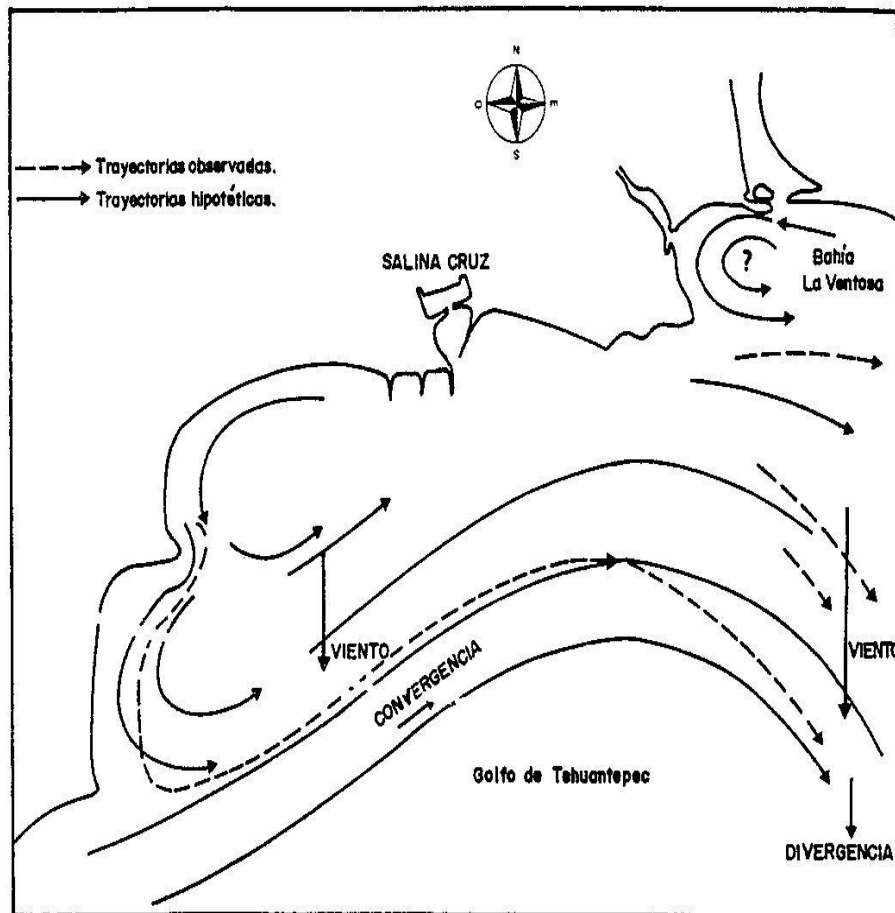 N
O
E
S
Trayectorias observadas.
Trayectorias hipotéticas.
SALINA CRUZ
?
Bahía
La Ventosa
VIENTO
VIENTO
CONVERGENCIA
Golfo de Tehuantepec
DIVERGENCIA